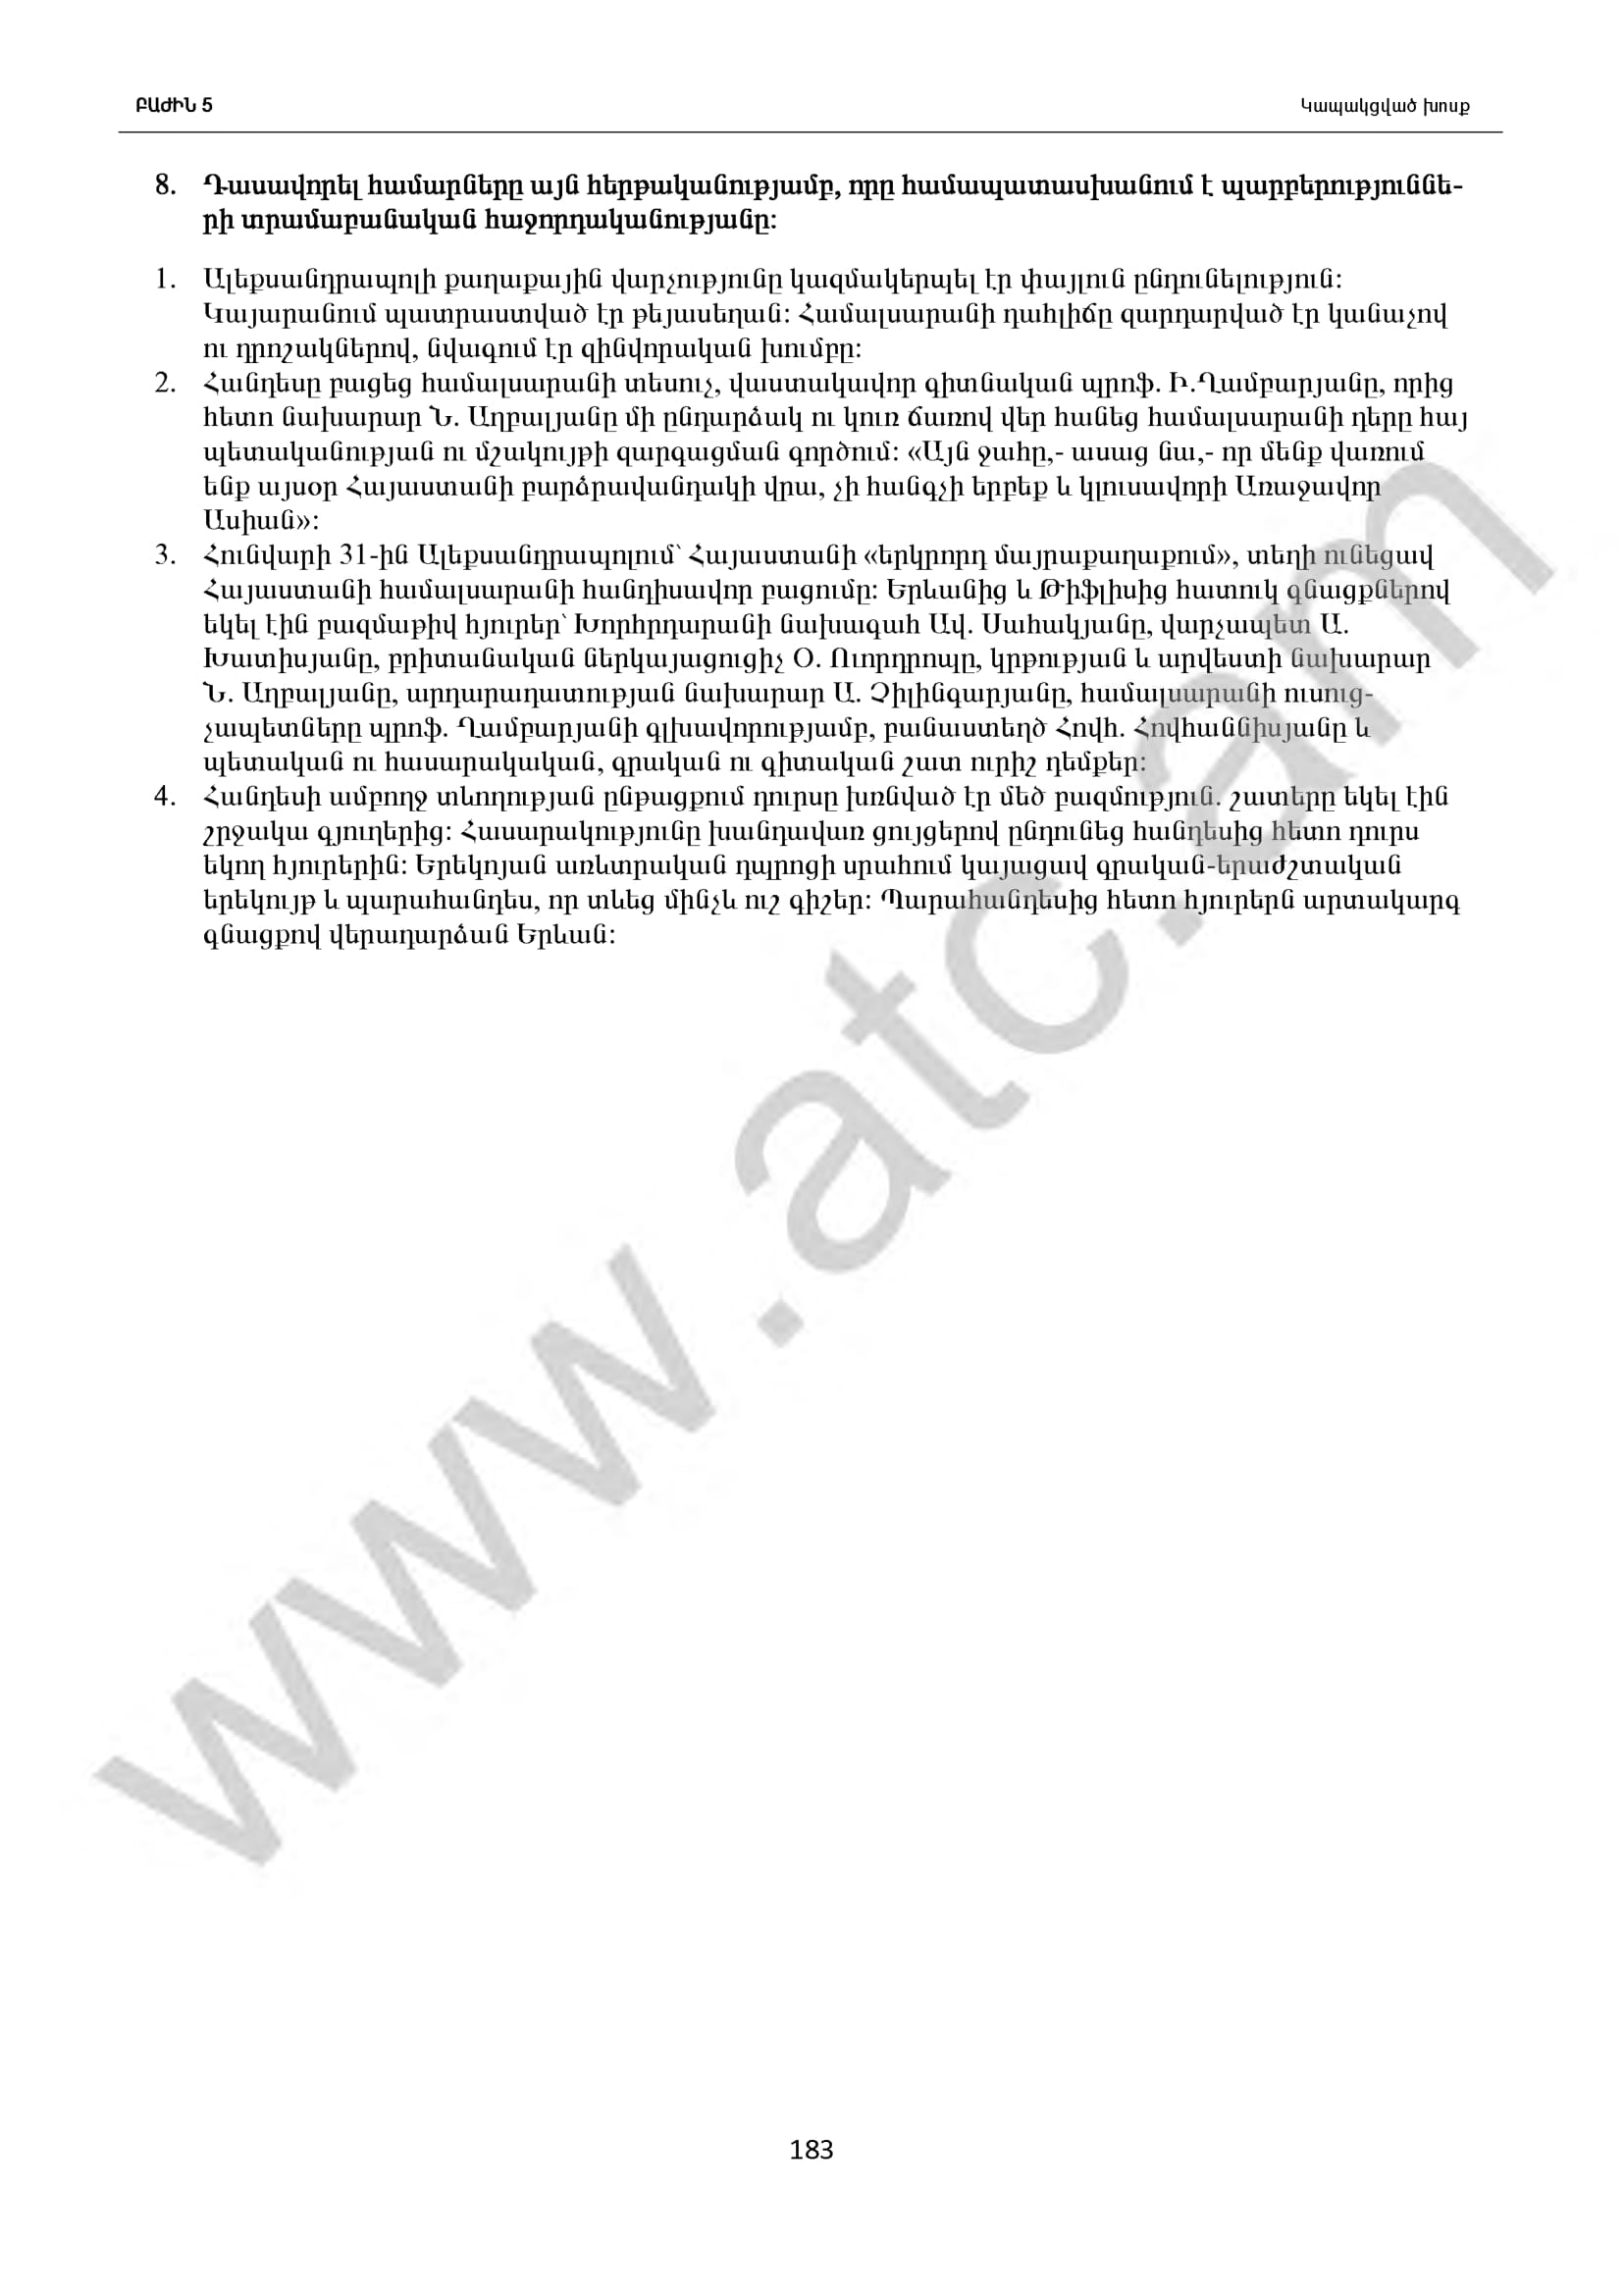 ԲԱԺԻՆ 5
Կապակցված խոսք
8. Դասավորել համարները այն հերթականությամբ, որը համապատասխանում է պարբերություննե-
րի տրամաբանական հաջորդականությանը:
1. Ալեքսանդրապոլի քաղաքային վարչությունը կազմակերպել էր փայլուն ընդունելություն:
Կայարանում պատրաստված էր թեյասեղան: Համալսարանի դահլիճը զարդարված էր կանաչով
ու դրոշակներով, նվագում էր զինվորական խումբը:
2. Հանդեսը բացեց համալսարանի տեսուչ, վաստակավոր գիտնական պրոֆ. Ի.Ղամբարյանը, որից
հետո նախարար Ն. Աղբալյանը մի ընդարձակ ու կուռ ճառով վեր հանեց համալսարանի դերը հայ
պետականության ու մշակույթի զարգացման գործում: «Այն ջահը,- ասաց նա,- որ մենք վառում
ենք այսօր Հայաստանի բարձրավանդակի վրա, չի հանգչի երբեք և կլուսավորի Առաջավոր
Ասիան»:
3. Հունվարի 31-ին Ալեքսանդրապոլում՝ Հայաստանի «երկրորդ մայրաքաղաքում», տեղի ունեցավ
Հայաստանի համալսարանի հանդիսավոր բացումը: Երևանից և Թիֆլիսից հատուկ գնացքներով
եկել էին բազմաթիվ հյուրեր՝ Խորհրդարանի նախագահ Ավ. Սահակյանը, վարչապետ Ա.
Խատիսյանը, բրիտանական ներկայացուցիչ Օ. Ուորդրոպը, կրթության և արվեստի նախարար
Ն. Աղբալյանը, արդարադատության նախարար Ա. Չիլինգարյանը, համալսարանի ուսուց-
չապետները պրոֆ. Ղամբարյանի գլխավորությամբ, բանաստեղծ Հովհ. Հովհաննիսյանը և
պետական ու հասարակական, գրական ու գիտական շատ ուրիշ դեմքեր:
4. Հանդեսի ամբողջ տևողության ընթացքում դուրսը խռնված էր մեծ բազմություն. շատերը եկել էին
շրջակա գյուղերից: Հասարակությունը խանդավառ ցույցերով ընդունեց հանդեսից հետո դուրս
եկող հյուրերին: Երեկոյան առևտրական դպրոցի սրահում կայացավ գրական-երաժշտական
երեկույթ և պարահանդես, որ տևեց մինչև ուշ գիշեր: Պարահանդեսից հետո հյուրերն արտակարգ
գնացքով վերադարձան Երևան:
www.atc.am
183